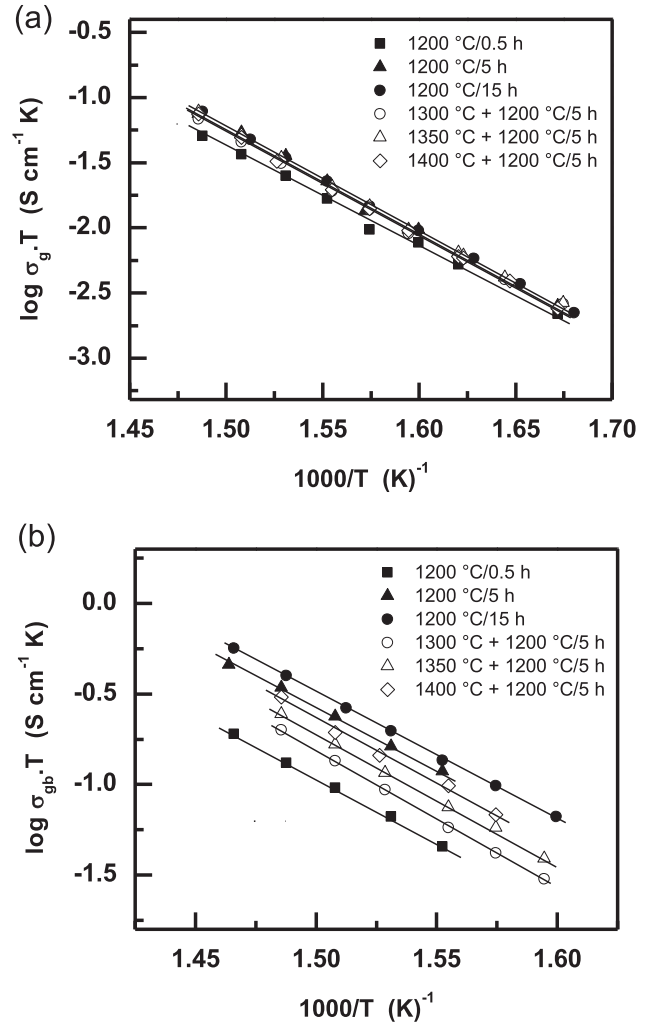 (a)
-0.5
-1.0
-1.5
-2.0
-2.5
-3.0
log σg.T (S cm-1 K)
1200 °C/0.5 h
1200 °C/5 h
1200 °C/15 h
1300 °C + 1200 °C/5 h
1350 °C + 1200 °C/5 h
1400 °C + 1200 °C/5 h
1.45 1.50 1.55 1.60 1.65 1.70
1000/T (K)-1
(b)
0.0
-0.5
-1.0
-1.5
log σgb.T (S cm-1 K)
1200 °C/0.5 h
1200 °C/5 h
1200 °C/15 h
1300 °C + 1200 °C/5 h
1350 °C + 1200 °C/5 h
1400 °C + 1200 °C/5 h
1.45 1.50 1.55 1.60
1000/T (K)-1